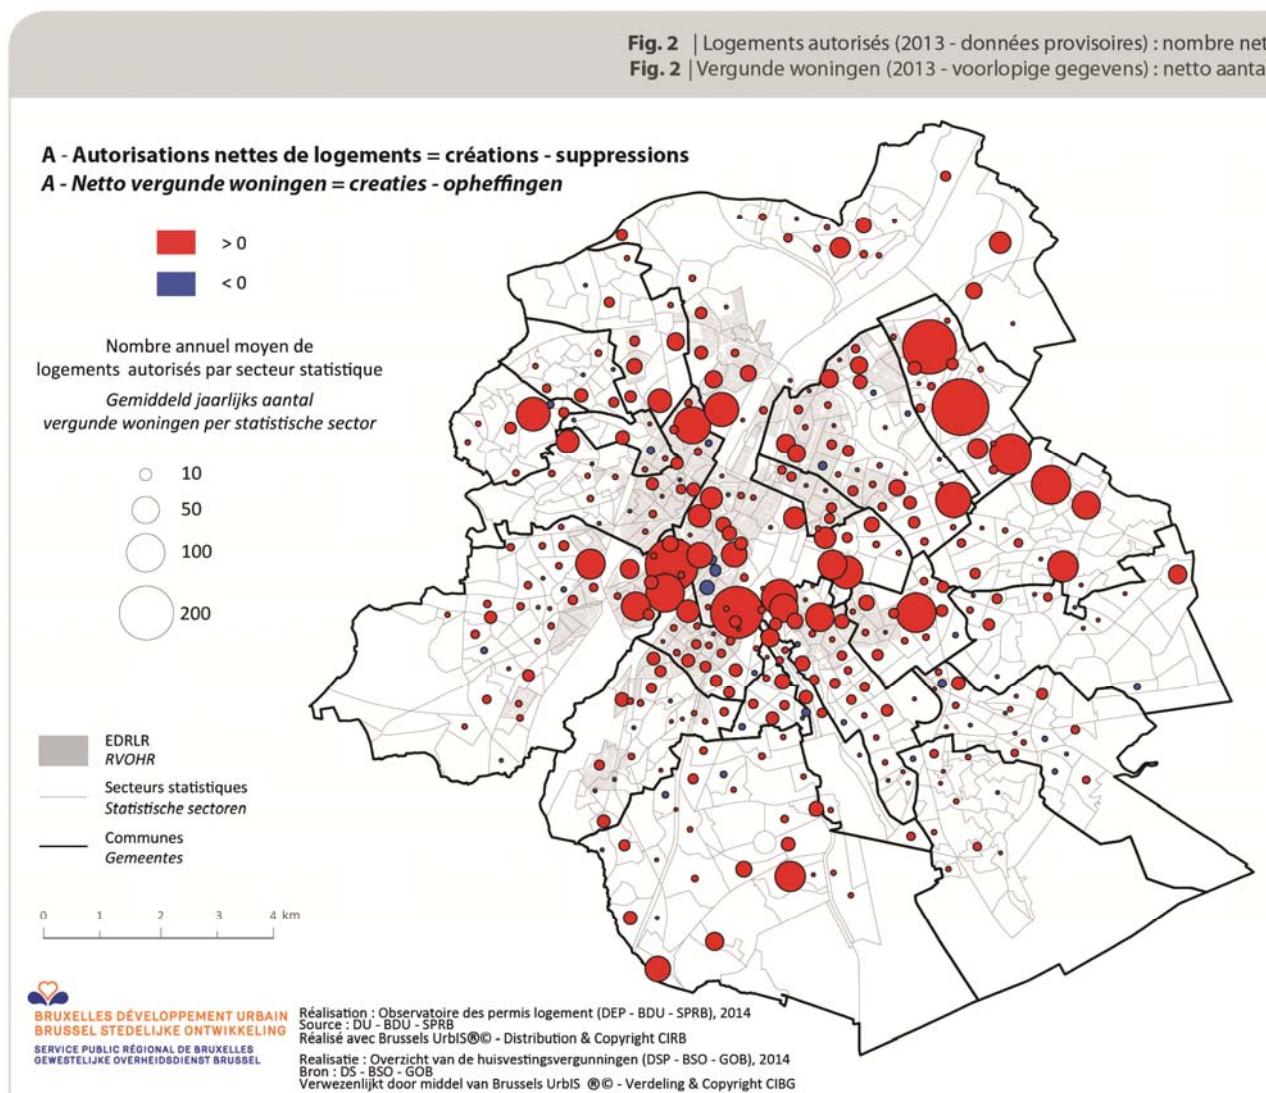 Fig. 2 | Logements autorisés (2013 - données provisoires) : nombre net
Fig. 2 | Vergunde woningen (2013 - voorlopige gegevens) : netto aanta
A - Autorisations nettes de logements = créations - suppressions
A - Netto vergunde woningen = creaties - opheffingen
> 0
< 0
Nombre annuel moyen de
logements autorisés par secteur statistique
Gemiddeld jaarlijks aantal
vergunde woningen per statistische sector
10
50
100
200
EDRLR
RVOHR
Secteurs statistiques
Statistische sectoren
Communes
Gemeentes
0 1 2 3 4 km
BRUXELLES DÉVELOPPEMENT URBAIN
BRUSSEL STEDELIJKE ONTWIKKELING
SERVICE PUBLIC RÉGIONAL DE BRUXELLES
GEWESTELIJKE OVERHEIDSDIENST BRUSSEL
Réalisation : Observatoire des permis logement (DEP - BDU - SPRB), 2014
Source : DU - BDU - SPRB
Réalisé avec Brussels UrbIS®© - Distribution & Copyright CIRB
Realisatie : Overzicht van de huisvestingsvergunningen (DSP - BSO - GOB), 2014
Bron : DS - BSO - GOB
Verwezenlijkt door middel van Brussels UrbIS ®© - Verdeling & Copyright CIBG